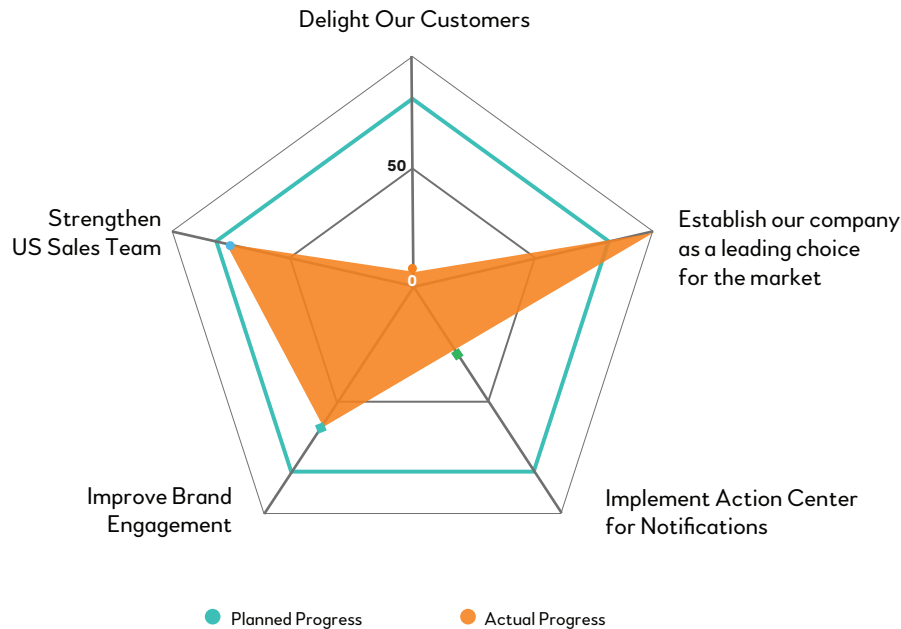 Delight Our Customers
50
Strengthen
US Sales Team
Establish our company
as a leading choice
for the market
0
Improve Brand
Engagement
Implement Action Center
for Notifications
Planned Progress
Actual Progress